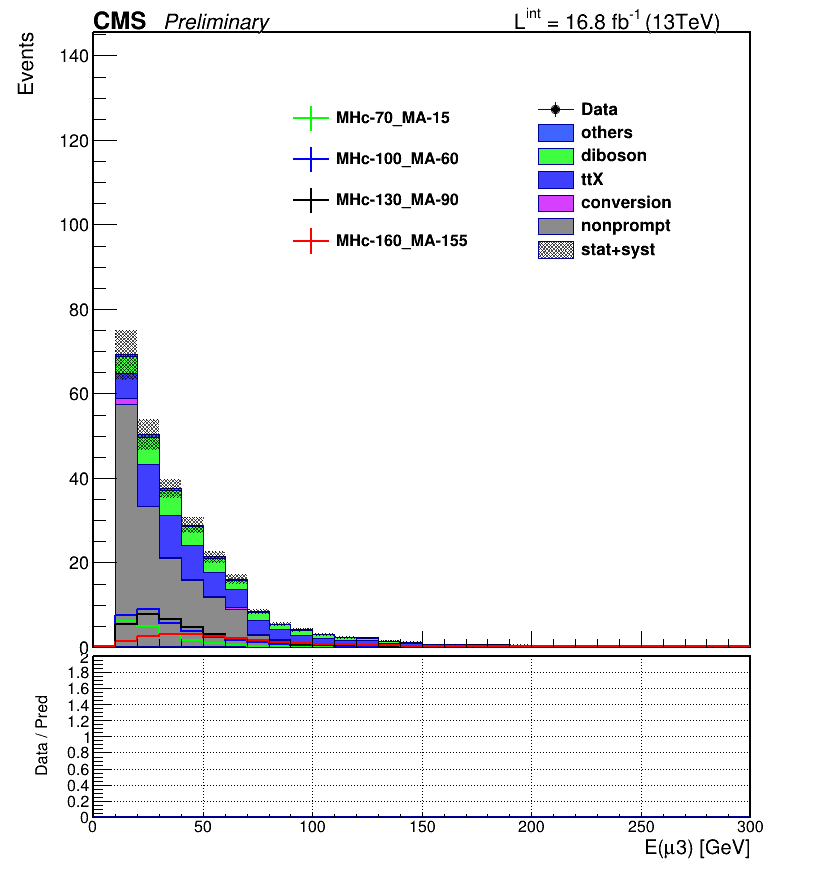 CMS Preliminary
L^int = 16.8 fb^-1 (13TeV)
Events
140
120
100
80
60
40
20
0
MHc-70_MA-15
MHc-100_MA-60
MHc-130_MA-90
MHc-160_MA-155
Data
others
diboson
ttX
conversion
nonprompt
stat+syst
Data / Pred
2
1.8
1.6
1.4
1.2
1
0.8
0.6
0.4
0.2
0
0 50 100 150 200 250 300
E(μ3) [GeV]